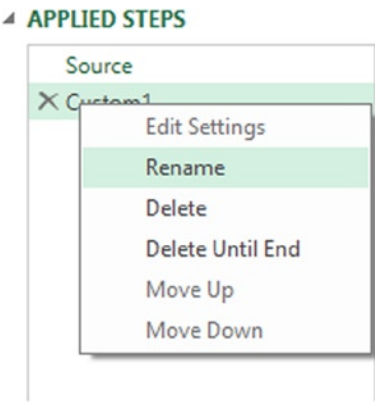 APPLIED STEPS
Source
Custom1
Edit Settings
Rename
Delete
Delete Until End
Move Up
Move Down